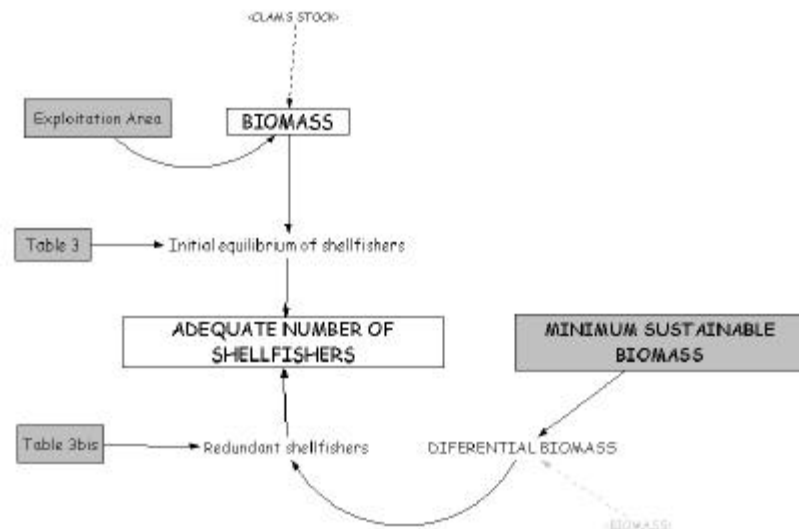 <CLAMS STOCK>
Exploitation Area
BIOMASS
Table 3
Initial equilibrium of shellfishers
ADEQUATE NUMBER OF
SHELLFISHERS
MINIMUM SUSTAINABLE
BIOMASS
Table 3bis
Redundant shellfishers
DIFERENTIAL BIOMASS
<BIOMASS>